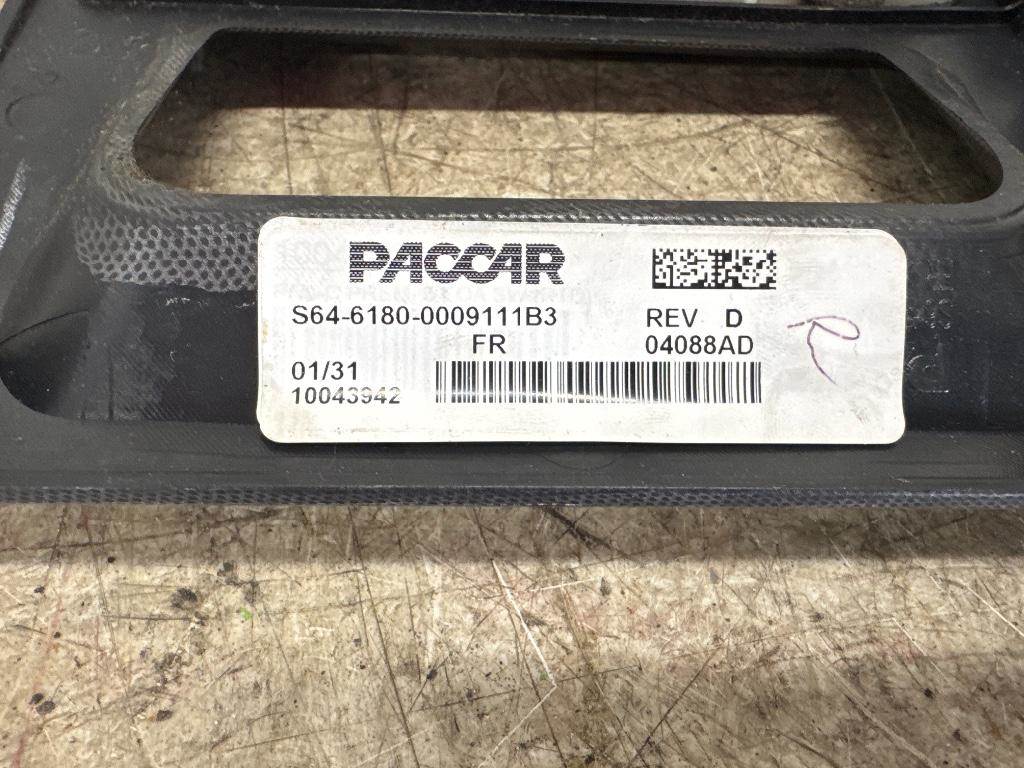 PACCAR
S64-6180-0009111B3 REV D
FR 04088AD
01/31
10043942
R